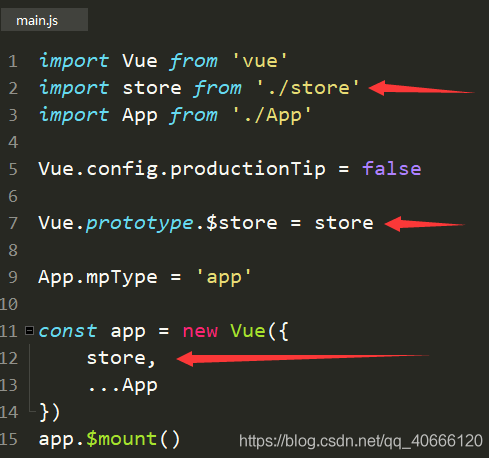 main.js
1 import Vue from 'vue'
2 import store from './store'
3 import App from './App'
4
5 Vue.config.productionTip = false
6
7 Vue.prototype.$store = store
8
9 App.mpType = 'app'
10
11 const app = new Vue({
12 store,
13 ...App
14 })
15 app.$mount()
https://blog.csdn.net/qq_40666120